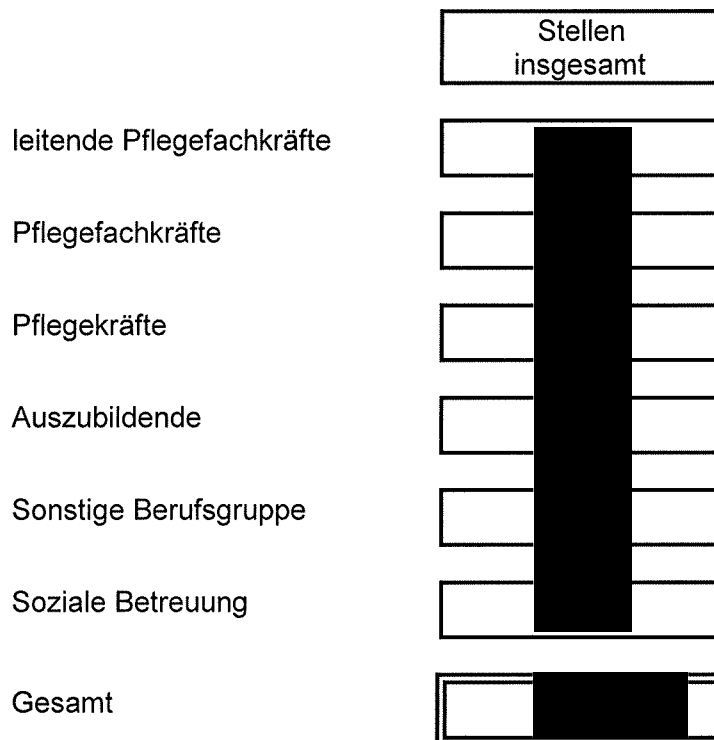 Stellen
insgesamt
leitende Pflegefachkräfte
Pflegefachkräfte
Pflegekräfte
Auszubildende
Sonstige Berufsgruppe
Soziale Betreuung
Gesamt